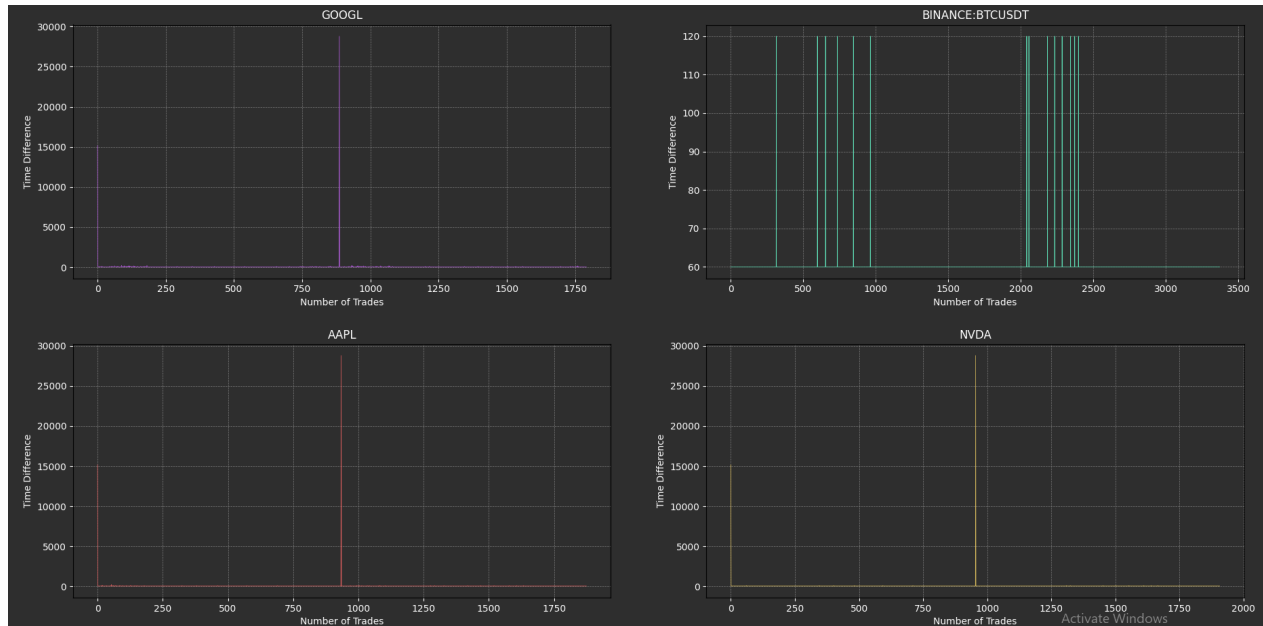 GOOGL
30000
25000
20000
15000
10000
5000
0
Time Difference
0 250 500 750 1000 1250 1500 1750
Number of Trades
BINANCE:BTCUSDT
120
110
100
90
80
70
60
Time Difference
0 500 1000 1500 2000 2500 3000 3500
Number of Trades
AAPL
30000
25000
20000
15000
10000
5000
0
Time Difference
0 250 500 750 1000 1250 1500 1750
Number of Trades
NVDA
30000
25000
20000
15000
10000
5000
0
Time Difference
0 250 500 750 1000 1250 1500 1750 2000
Number of Trades
Activate Windows